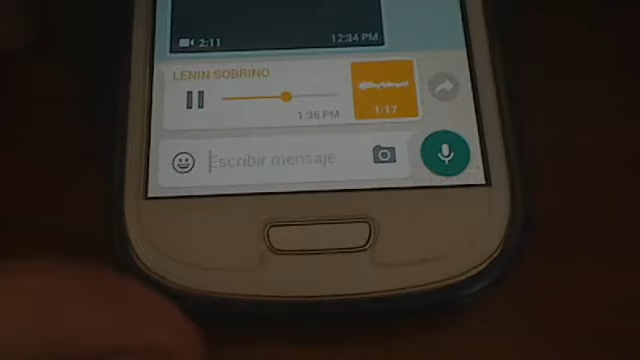 2:11
12:34 PM
LENIN SOBRINO
1:36 PM
1:17
Escribir mensaje